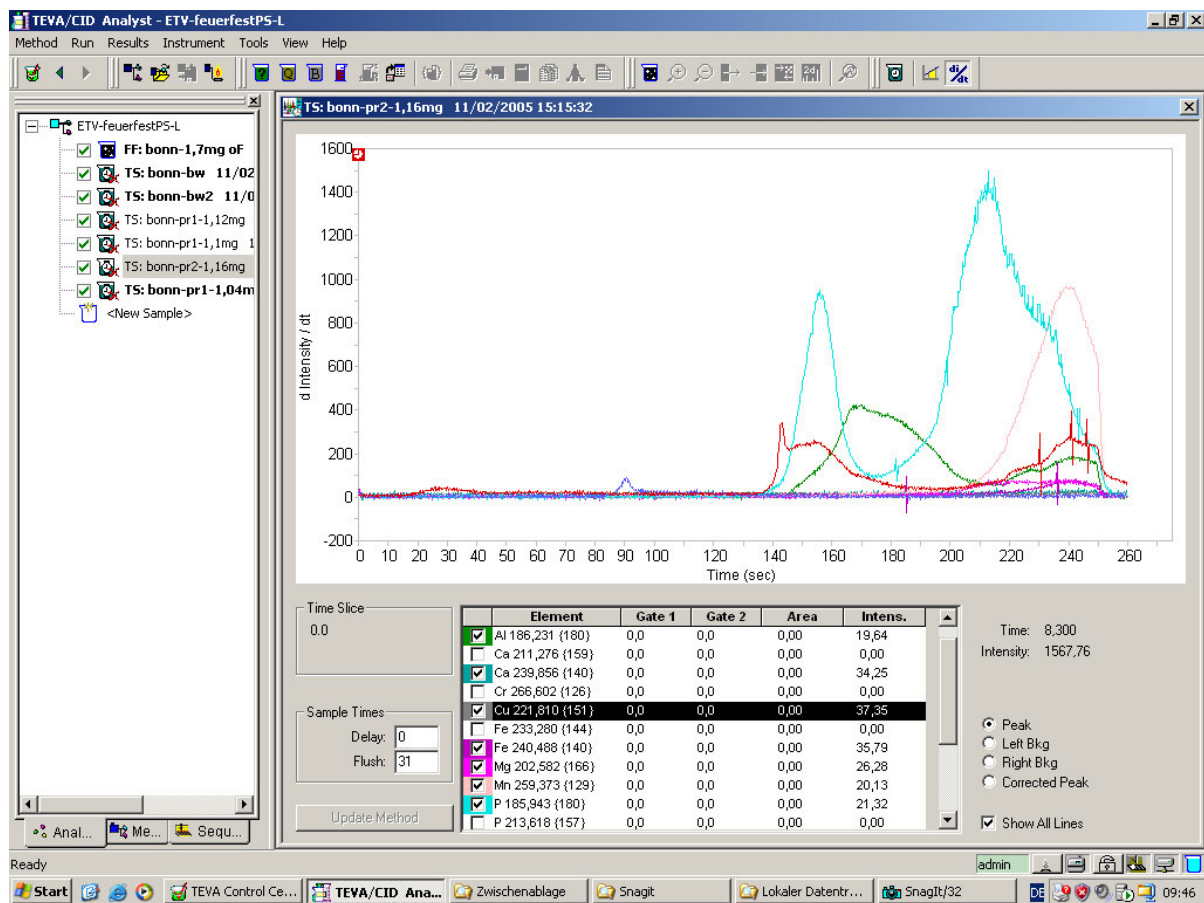 TEVA/CID Analyst - ETV-feuerfestPS-L
Method Run Results Instrument Tools View Help
di/dt
ETV-feuerfestPS-L
FF: bonn-1,7mg oF
TS: bonn-bw 11/02
TS: bonn-bw2 11/0
TS: bonn-pr1-1,12mg
TS: bonn-pr1-1,1mg 1
TS: bonn-pr2-1,16mg
TS: bonn-pr1-1,04m
<New Sample>
Anal... Me... Sequ...
TS: bonn-pr2-1,16mg 11/02/2005 15:15:32
1600
1400
1200
1000
800
600
400
200
0
-200
d Intensity / dt
0 10 20 30 40 50 60 70 80 90 100 120 140 160 180 200 220 240 260
Time (sec)
Time Slice
0.0
Sample Times
Delay: 0
Flush: 31
Update Method
Element Gate 1 Gate 2 Area Intens.
Al 186,231 {180} 0,0 0,0 0,00 19,64
Ca 211,276 {159} 0,0 0,0 0,00 0,00
Ca 239,856 {140} 0,0 0,0 0,00 34,25
Cr 266,602 {126} 0,0 0,0 0,00 0,00
Cu 221,810 {151} 0,0 0,0 0,00 37,35
Fe 233,280 {144} 0,0 0,0 0,00 0,00
Fe 240,488 {140} 0,0 0,0 0,00 35,79
Mg 202,582 {166} 0,0 0,0 0,00 26,28
Mn 259,373 {129} 0,0 0,0 0,00 20,13
P 185,943 {180} 0,0 0,0 0,00 21,32
P 213,618 {157} 0,0 0,0 0,00 0,00
Time: 8,300
Intensity: 1567,76
Peak
Left Bkg
Right Bkg
Corrected Peak
Show All Lines
Ready
admin
Start TEVA Control Ce... TEVA/CID Ana... Zwischenablage Snagit Lokaler Datentr... SnagIt/32 DE 09:46